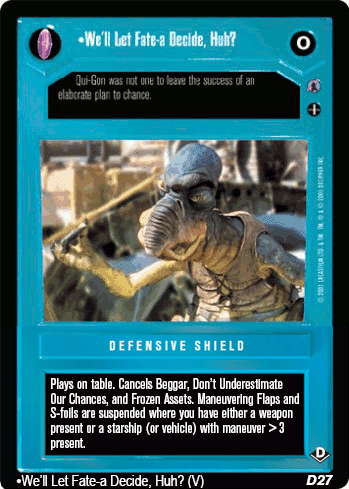 •We'll Let Fate-a Decide, Huh?
O
Qui-Gon was not one to leave the success of an
elaborate plan to chance.
DEFENSIVE SHIELD
Plays on table. Cancels Beggar, Don't Underestimate
Our Chances, and Frozen Assets. Maneuvering Flaps and
S-foils are suspended where you have either a weapon
present or a starship (or vehicle) with maneuver > 3
present.
D
•We'll Let Fate-a Decide, Huh? (V)
D27